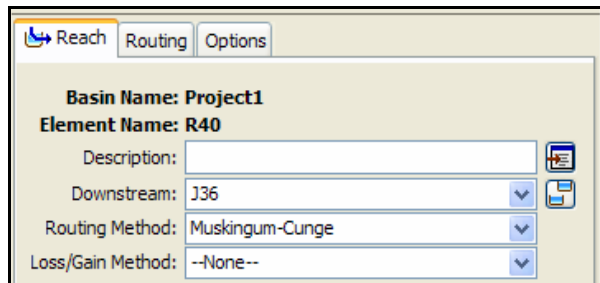 Reach Routing Options
Basin Name: Project1
Element Name: R40
Description:
Downstream: J36
Routing Method: Muskingum-Cunge
Loss/Gain Method: --None--